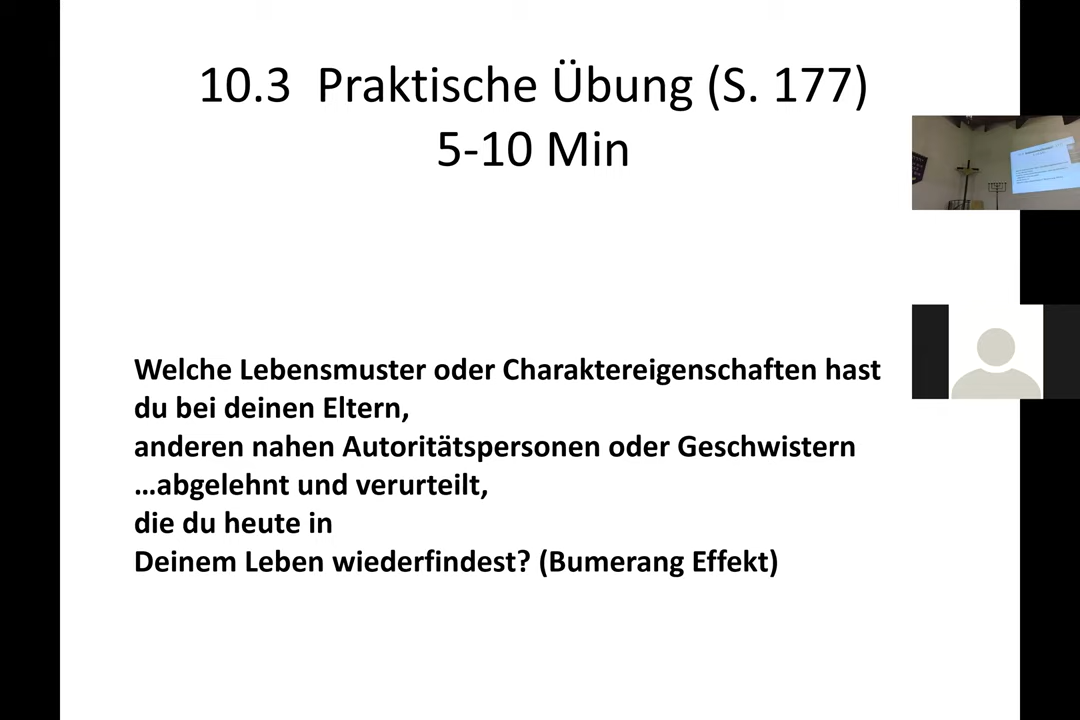 10.3  Praktische Übung (S. 177)
5-10 Min
Welche Lebensmuster oder Charaktereigenschaften hast
du bei deinen Eltern,
anderen nahen Autoritätspersonen oder Geschwistern
…abgelehnt und verurteilt,
die du heute in
Deinem Leben wiederfindest? (Bumerang Effekt)